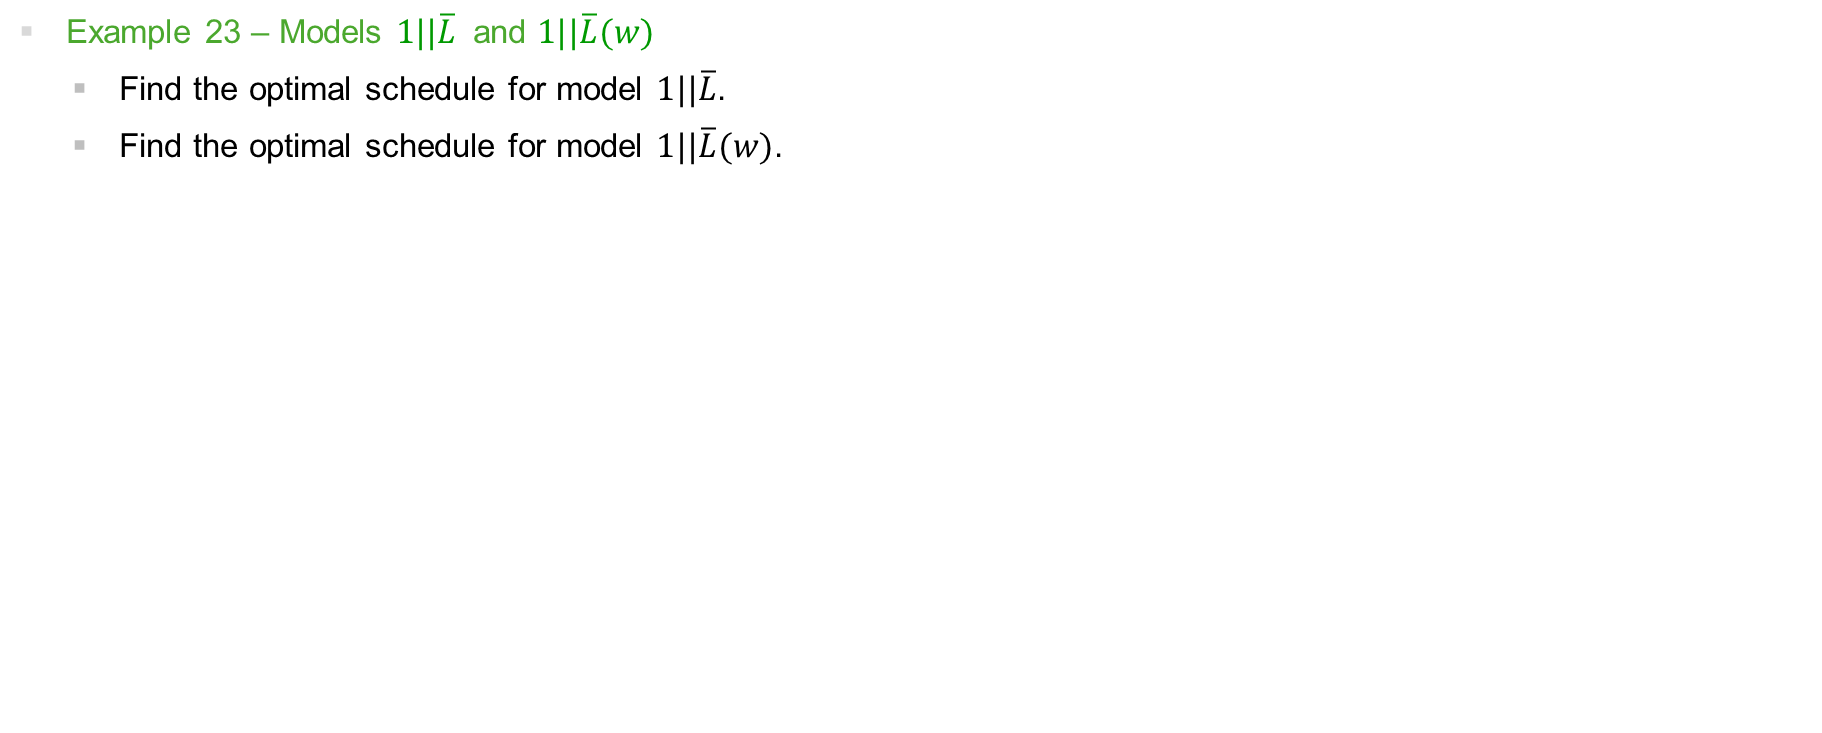 ▪ Example 23 – Models 1||L̅ and 1||L̅(w)
▪ Find the optimal schedule for model 1||L̅.
▪ Find the optimal schedule for model 1||L̅(w).